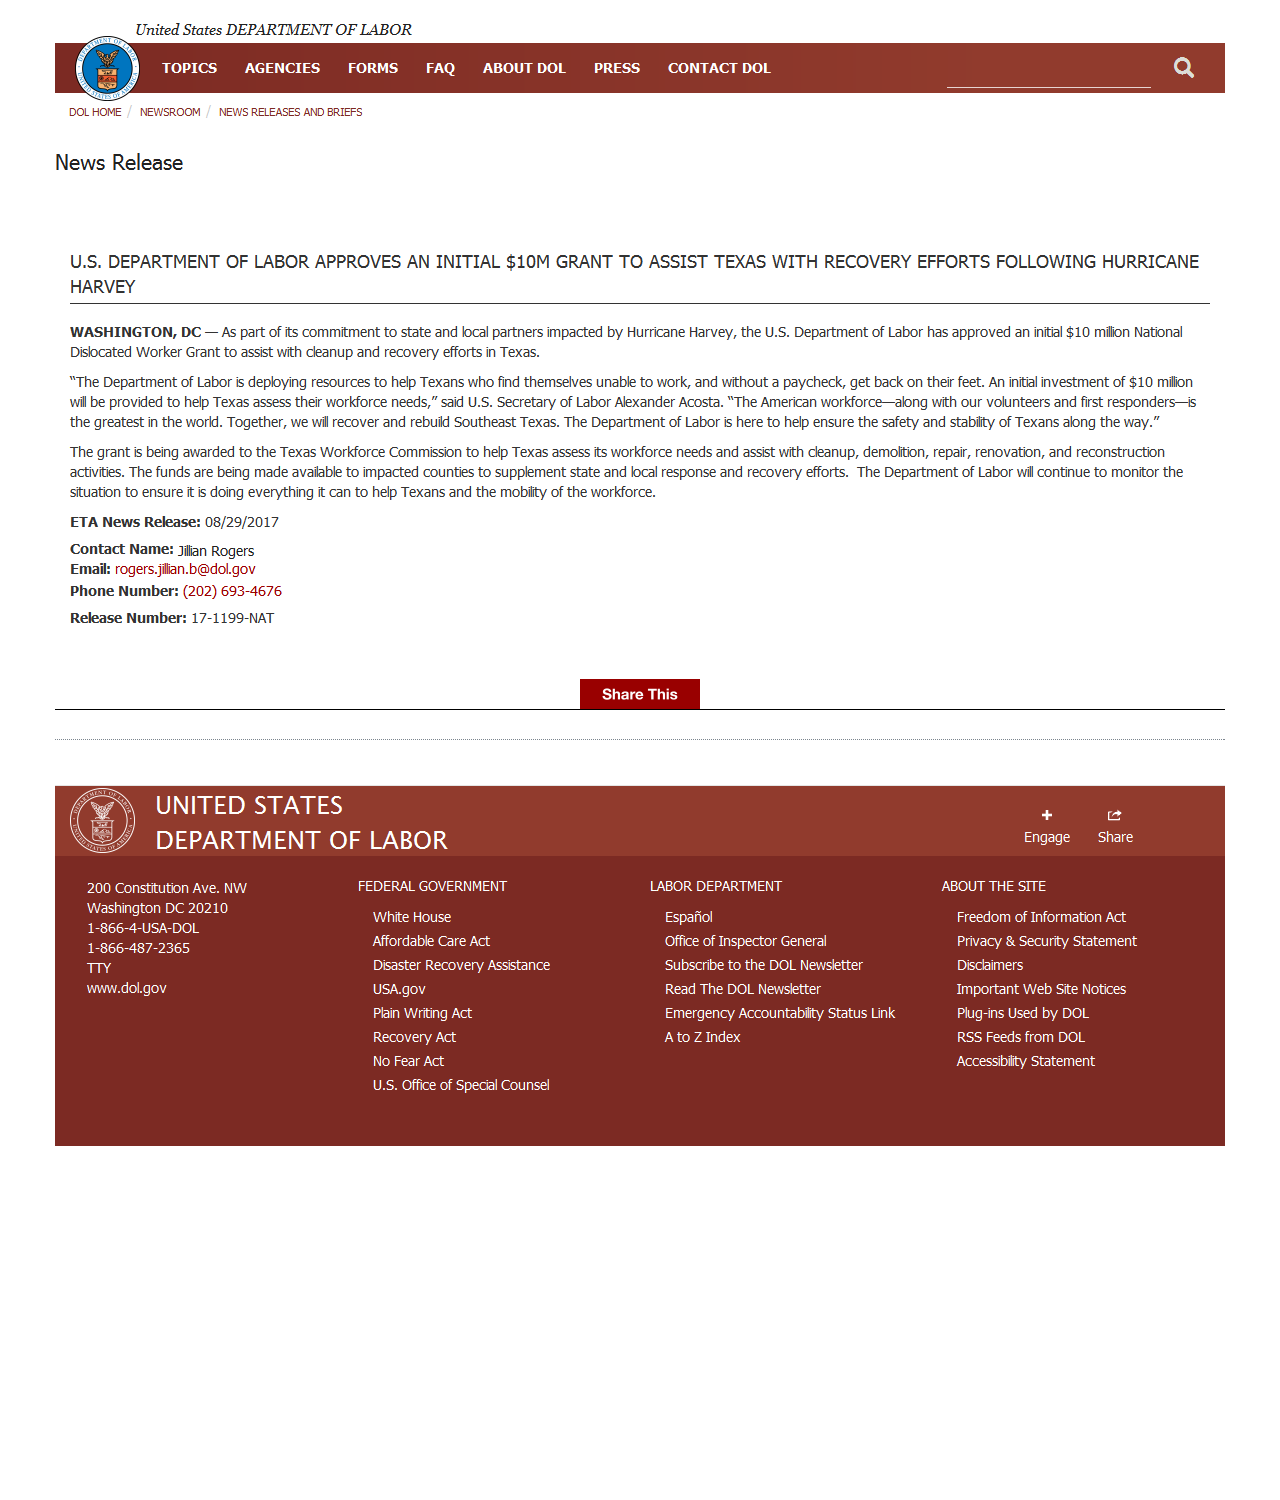 United States DEPARTMENT OF LABOR
TOPICS AGENCIES FORMS FAQ ABOUT DOL PRESS CONTACT DOL
DOL HOME / NEWSROOM / NEWS RELEASES AND BRIEFS
News Release
U.S. DEPARTMENT OF LABOR APPROVES AN INITIAL $10M GRANT TO ASSIST TEXAS WITH RECOVERY EFFORTS FOLLOWING HURRICANE
HARVEY
WASHINGTON, DC — As part of its commitment to state and local partners impacted by Hurricane Harvey, the U.S. Department of Labor has approved an initial $10 million National
Dislocated Worker Grant to assist with cleanup and recovery efforts in Texas.
“The Department of Labor is deploying resources to help Texans who find themselves unable to work, and without a paycheck, get back on their feet. An initial investment of $10 million
will be provided to help Texas assess their workforce needs,” said U.S. Secretary of Labor Alexander Acosta. “The American workforce—along with our volunteers and first responders—is
the greatest in the world. Together, we will recover and rebuild Southeast Texas. The Department of Labor is here to help ensure the safety and stability of Texans along the way.”
The grant is being awarded to the Texas Workforce Commission to help Texas assess its workforce needs and assist with cleanup, demolition, repair, renovation, and reconstruction
activities. The funds are being made available to impacted counties to supplement state and local response and recovery efforts.  The Department of Labor will continue to monitor the
situation to ensure it is doing everything it can to help Texans and the mobility of the workforce.
ETA News Release: 08/29/2017
Contact Name: Jillian Rogers
Email: rogers.jillian.b@dol.gov
Phone Number: (202) 693-4676
Release Number: 17-1199-NAT
Share This
UNITED STATES
DEPARTMENT OF LABOR
Engage Share
200 Constitution Ave. NW
Washington DC 20210
1-866-4-USA-DOL
1-866-487-2365
TTY
www.dol.gov
FEDERAL GOVERNMENT
White House
Affordable Care Act
Disaster Recovery Assistance
USA.gov
Plain Writing Act
Recovery Act
No Fear Act
U.S. Office of Special Counsel
LABOR DEPARTMENT
Español
Office of Inspector General
Subscribe to the DOL Newsletter
Read The DOL Newsletter
Emergency Accountability Status Link
A to Z Index
ABOUT THE SITE
Freedom of Information Act
Privacy & Security Statement
Disclaimers
Important Web Site Notices
Plug-ins Used by DOL
RSS Feeds from DOL
Accessibility Statement